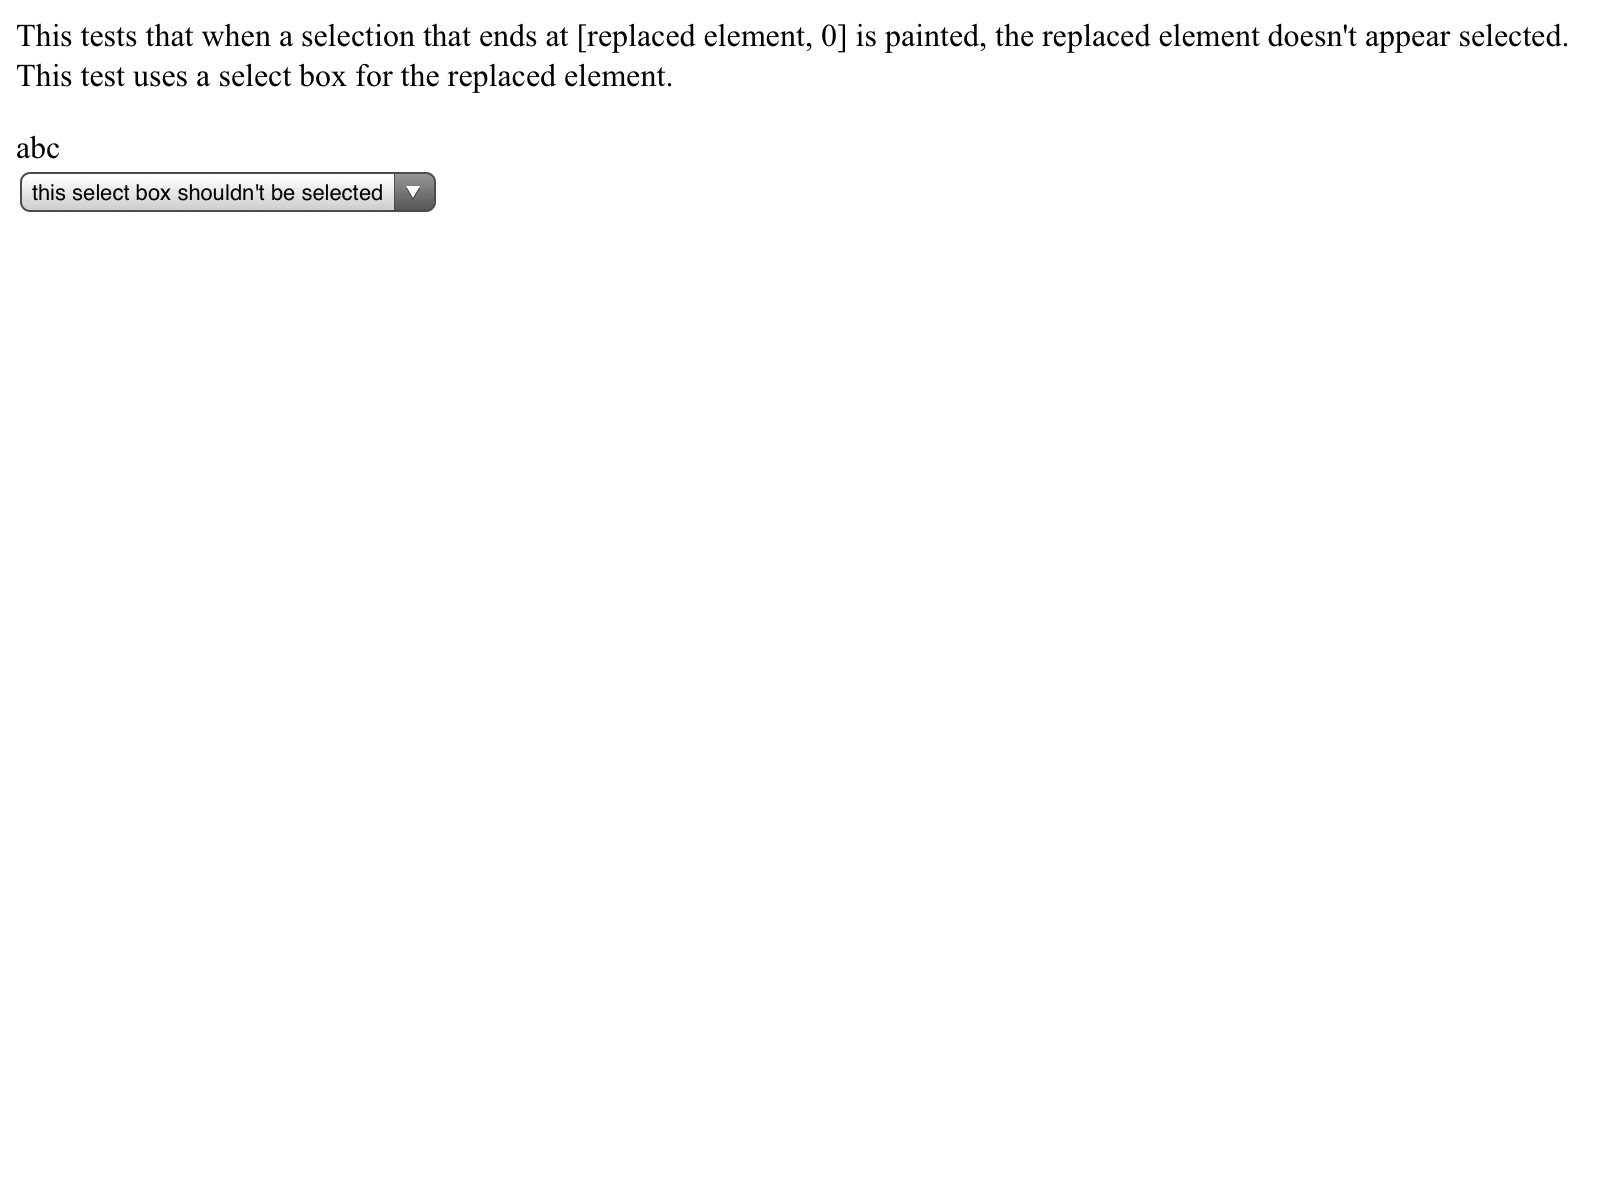 This tests that when a selection that ends at [replaced element, 0] is painted, the replaced element doesn't appear selected.
This test uses a select box for the replaced element.
abc
this select box shouldn't be selected